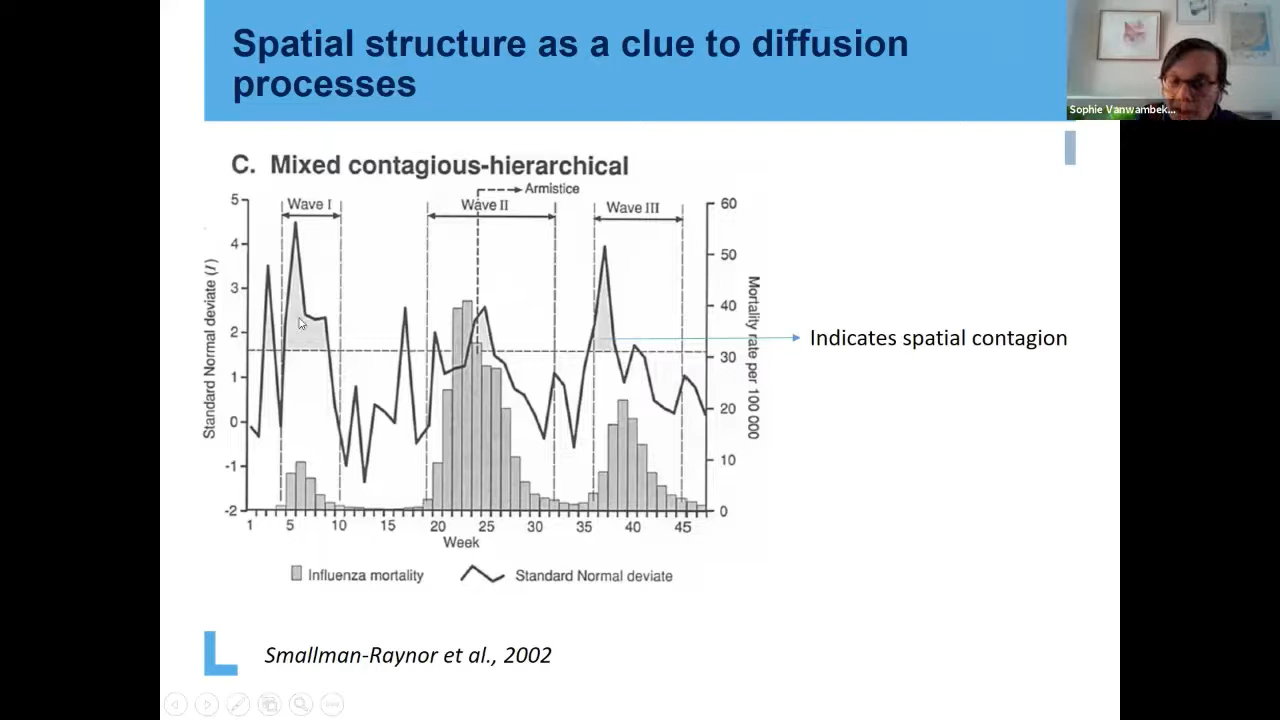 Spatial structure as a clue to diffusion
processes
Sophie Vanwambek...
C. Mixed contagious-hierarchical
Armistice
Wave I
Wave II
Wave III
5
4
3
2
1
0
-1
-2
Standard Normal deviate (I)
60
50
40
30
20
10
0
Mortality rate per 100 000
Indicates spatial contagion
1 5 10 15 20 25 30 35 40 45
Week
Influenza mortality
Standard Normal deviate
Smallman-Raynor et al., 2002